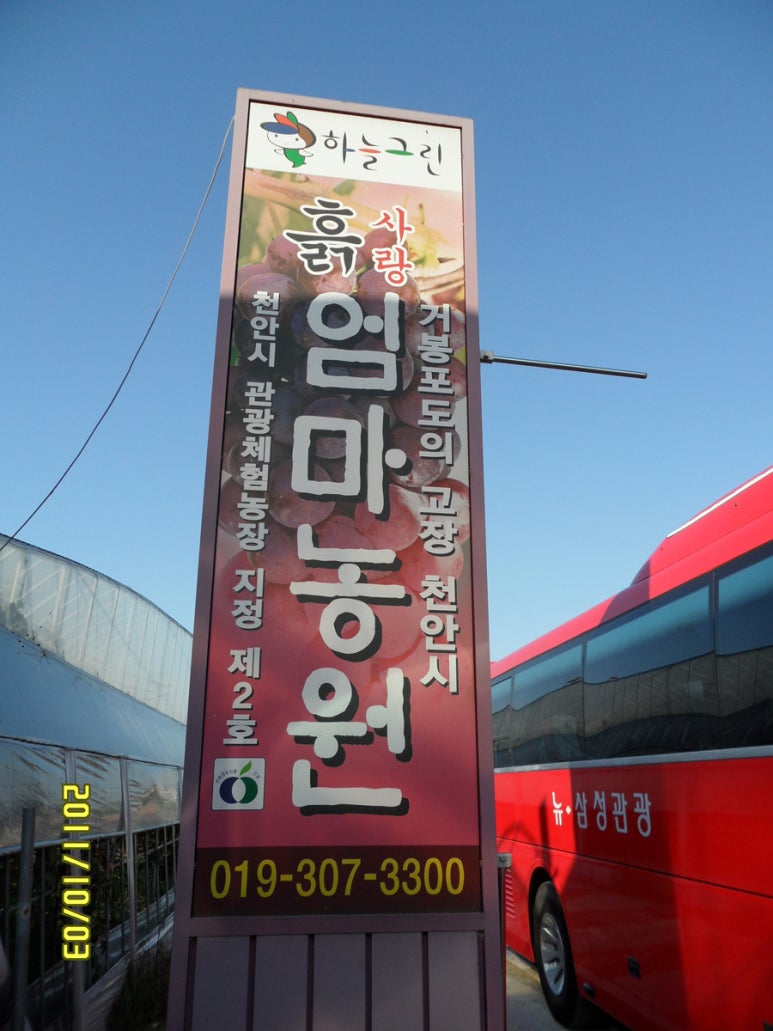 하늘그린
흙
사랑
엄마농원
거봉포도의 고장 천안시
천안시 관광체험농장 지정 제2호
019-307-3300
뉴·삼성관광
2011/10/03